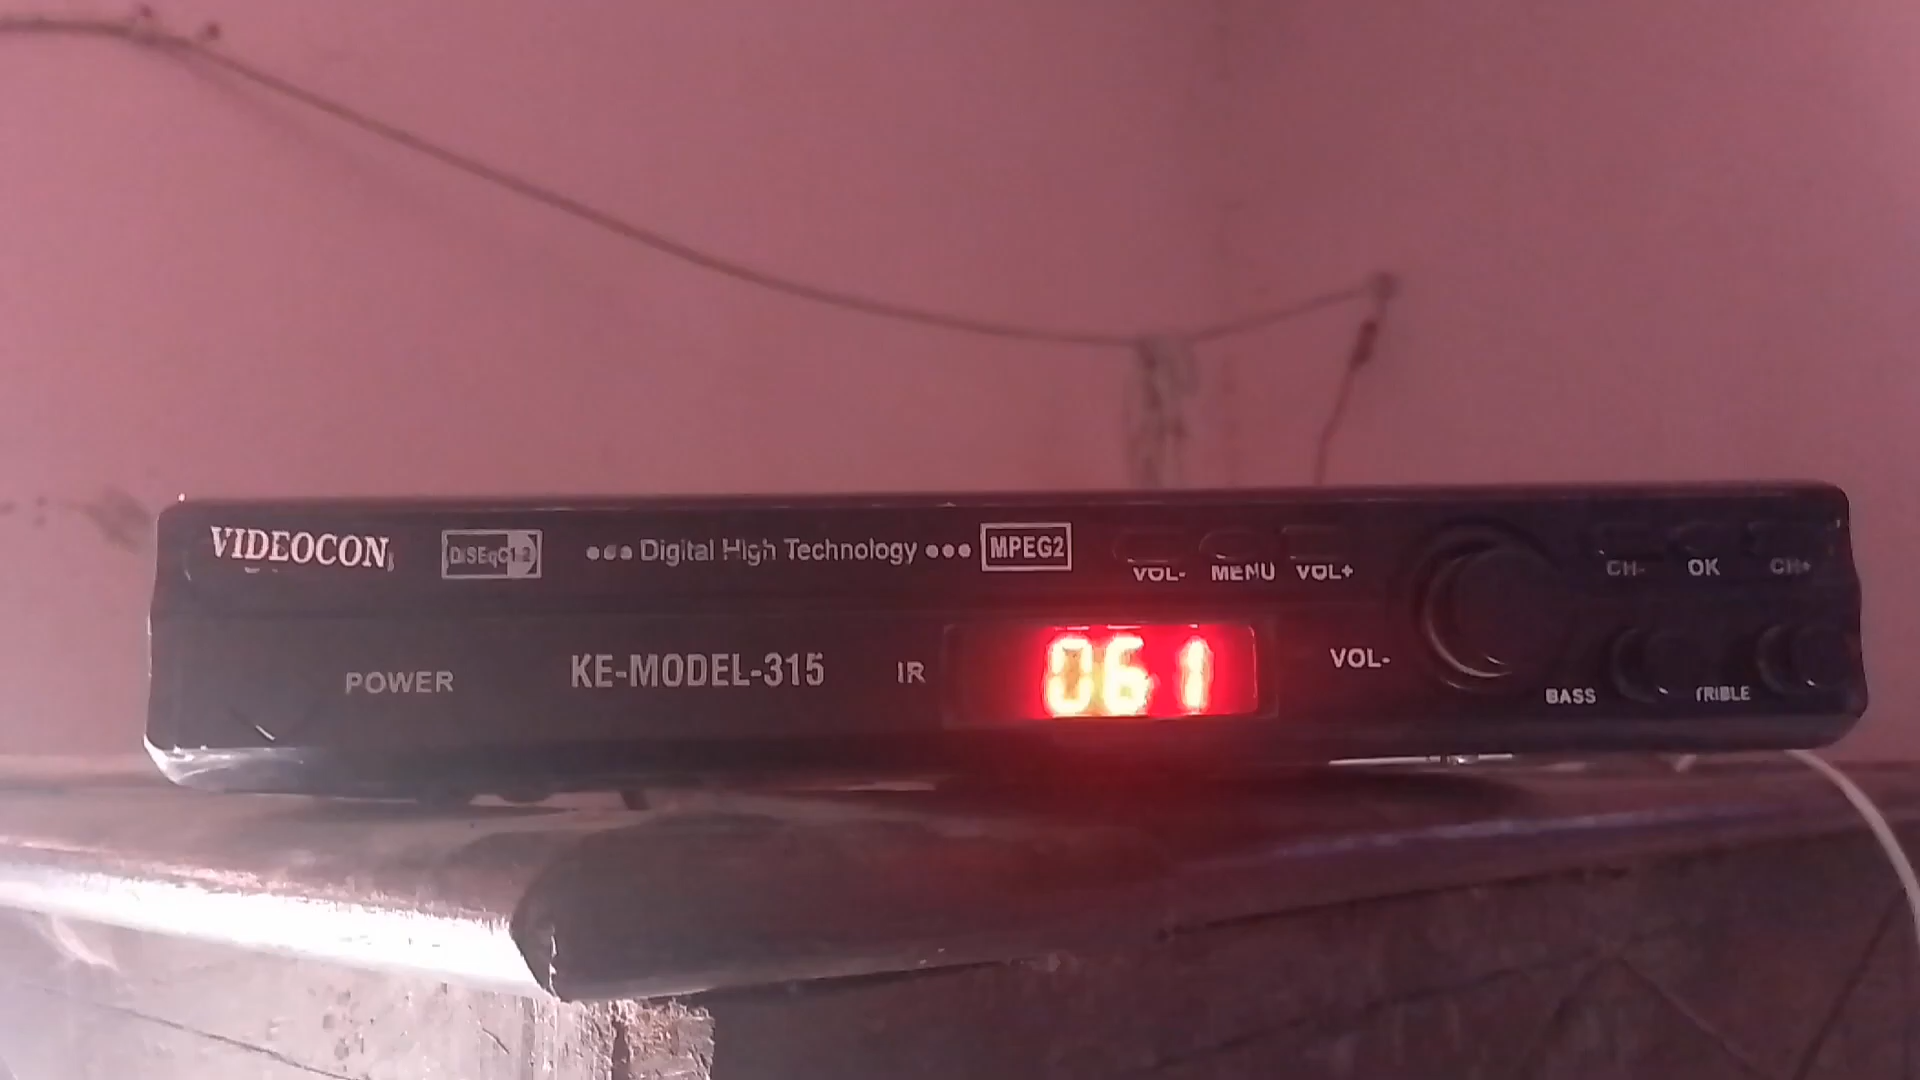 VIDEOCON
DiSEqC1.2
●●● Digital High Technology ●●●
MPEG2
VOL- MENU VOL+
CH- OK CH+
POWER
KE-MODEL-315
IR
061
VOL-
BASS
TRIBLE